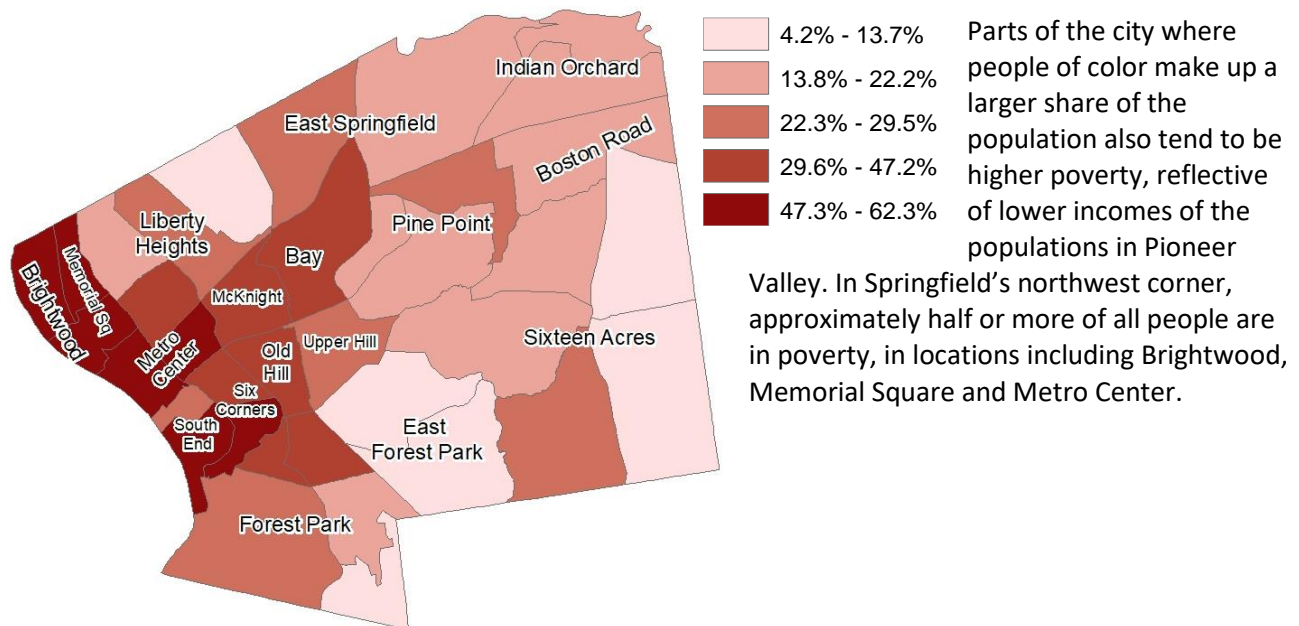 4.2% - 13.7%
13.8% - 22.2%
22.3% - 29.5%
29.6% - 47.2%
47.3% - 62.3%
Parts of the city where
people of color make up a
larger share of the
population also tend to be
higher poverty, reflective
of lower incomes of the
populations in Pioneer
Valley. In Springfield’s northwest corner,
approximately half or more of all people are
in poverty, in locations including Brightwood,
Memorial Square and Metro Center.
Indian Orchard
East Springfield
Boston Road
Liberty
Heights
Pine Point
Bay
Memorial Sq
Brightwood
McKnight
Metro
Center
Old
Hill
Upper Hill
Sixteen Acres
Six
Corners
South
End
East
Forest Park
Forest Park